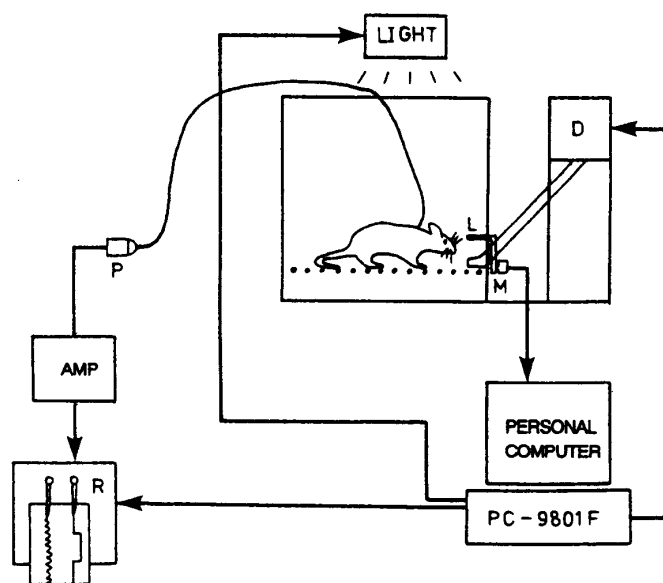 LIGHT
D
L
P
M
AMP
PERSONAL
COMPUTER
R
PC-9801F